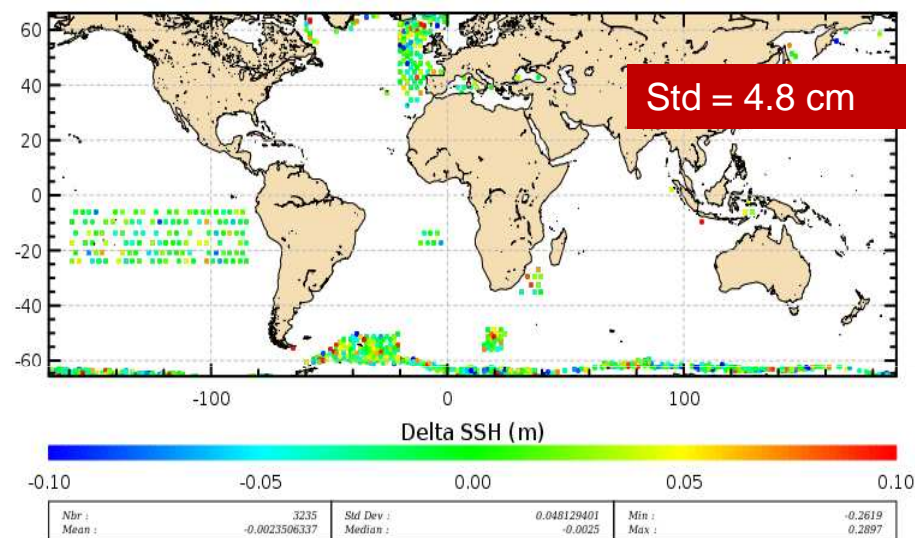 60
40
20
0
-20
-40
-60
Std = 4.8 cm
-100 0 100
Delta SSH (m)
-0.10 -0.05 0.00 0.05 0.10
Nbr : 3235 Std Dev : 0.048129401 Min : -0.2619
Mean : -0.0023506337 Median : -0.0025 Max : 0.2897